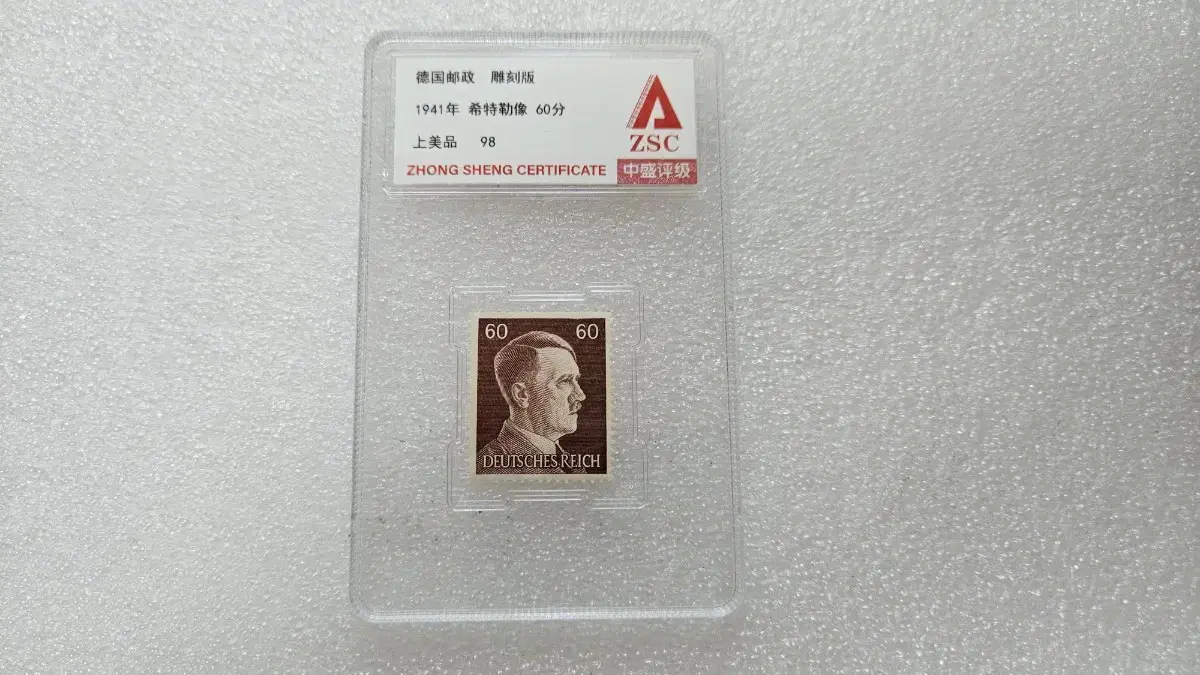 德国邮政 雕刻版
1941年 希特勒像 60分
上美品 98
ZHONG SHENG CERTIFICATE
ZSC
中盛评级
60 60
DEUTSCHES REICH